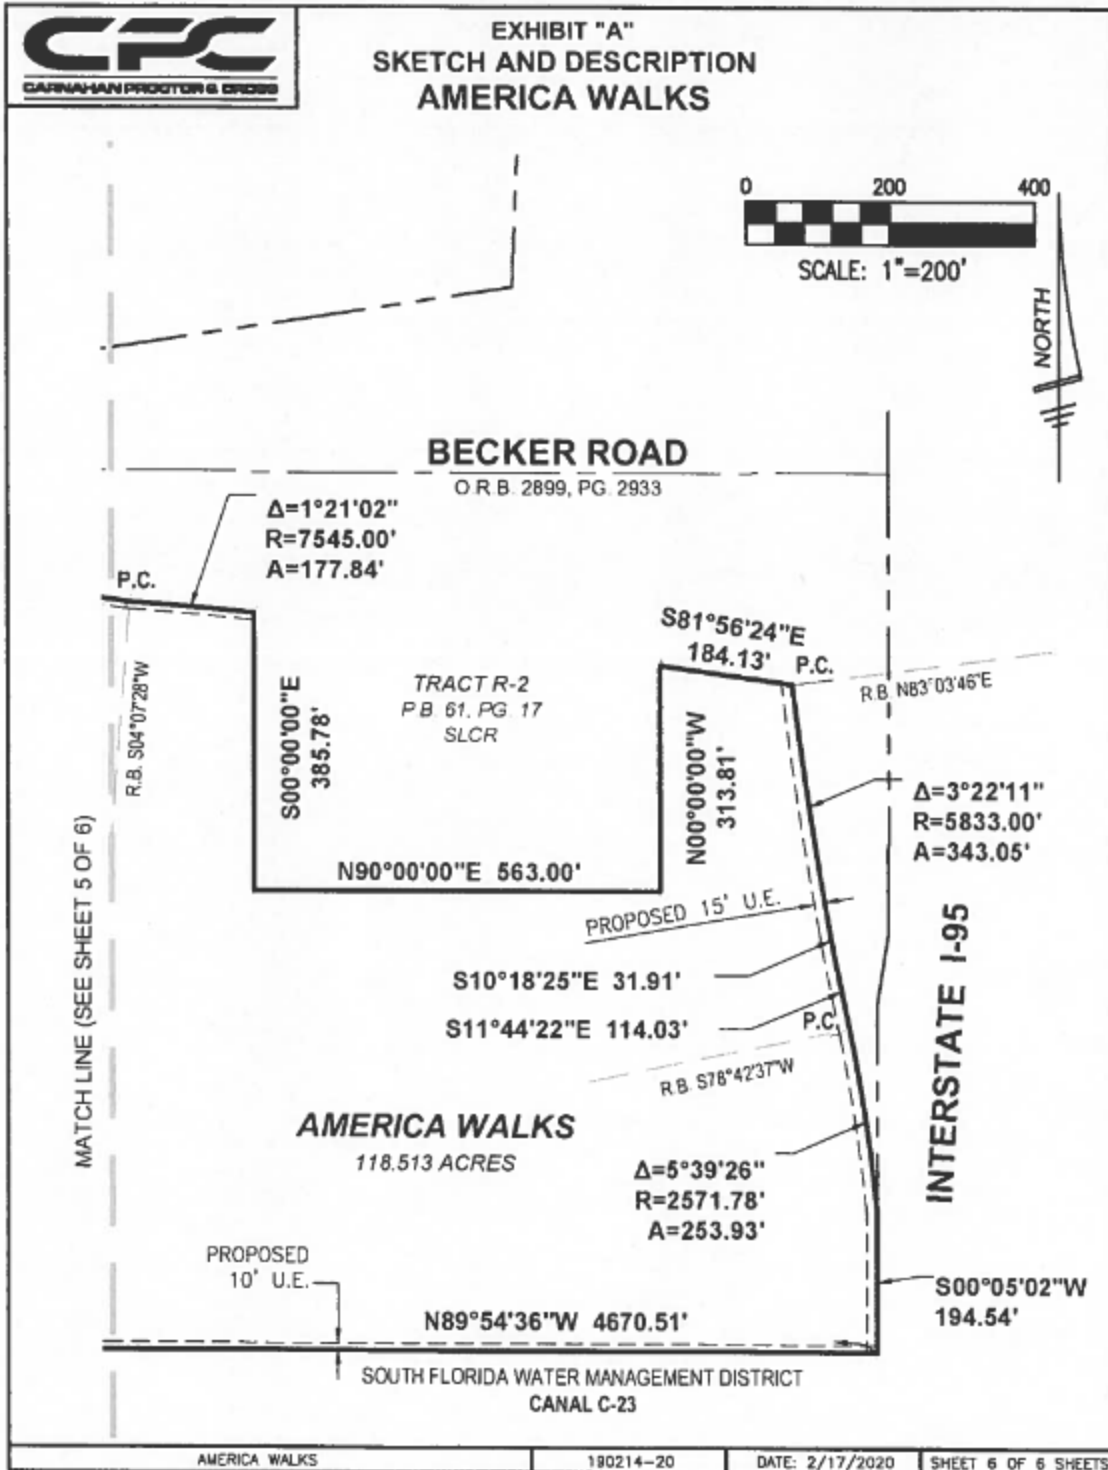 CPC
CARNAHAN PROCTOR & CROSS
EXHIBIT "A"
SKETCH AND DESCRIPTION
AMERICA WALKS
0 200 400
SCALE: 1"=200'
NORTH
BECKER ROAD
O.R.B. 2899, PG. 2933
Δ=1°21'02"
R=7545.00'
A=177.84'
P.C.
R.B. S04°07'28"W
S00°00'00"E
385.78'
TRACT R-2
P.B. 61, PG. 17
SLCR
S81°56'24"E
184.13'
P.C.
R.B. N83°03'46"E
N00°00'00"W
313.81'
Δ=3°22'11"
R=5833.00'
A=343.05'
N90°00'00"E 563.00'
PROPOSED 15' U.E.
S10°18'25"E 31.91'
S11°44'22"E 114.03'
P.C.
R.B. S78°42'37"W
INTERSTATE I-95
MATCH LINE (SEE SHEET 5 OF 6)
AMERICA WALKS
118.513 ACRES
Δ=5°39'26"
R=2571.78'
A=253.93'
PROPOSED
10' U.E.
S00°05'02"W
194.54'
N89°54'36"W 4670.51'
SOUTH FLORIDA WATER MANAGEMENT DISTRICT
CANAL C-23
AMERICA WALKS 190214-20 DATE: 2/17/2020 SHEET 6 OF 6 SHEETS